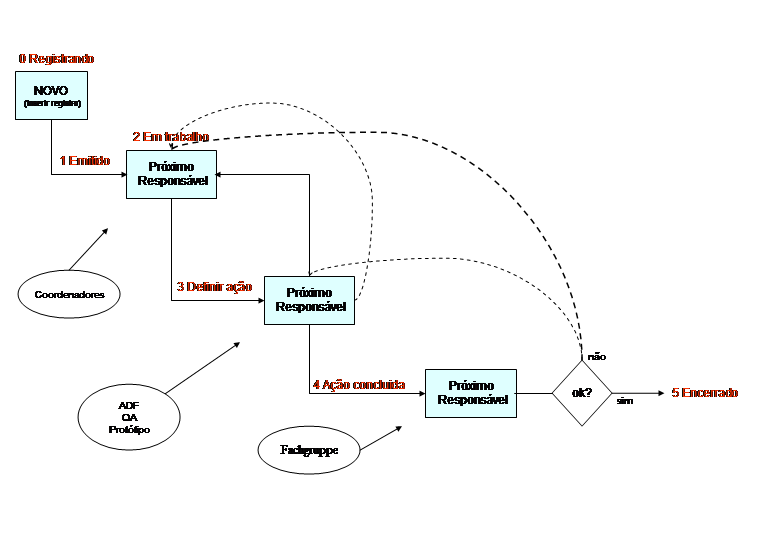 0 Registrando
NOVO
(Inserir registro)
2 Em trabalho
1 Emitido
Próximo
Responsável
3 Definir ação
Coordenadores
Próximo
Responsável
não
4 Ação concluída
Próximo
Responsável
ok?
sim
5 Encerrado
ADF
QA
Protótipo
Fachgruppe